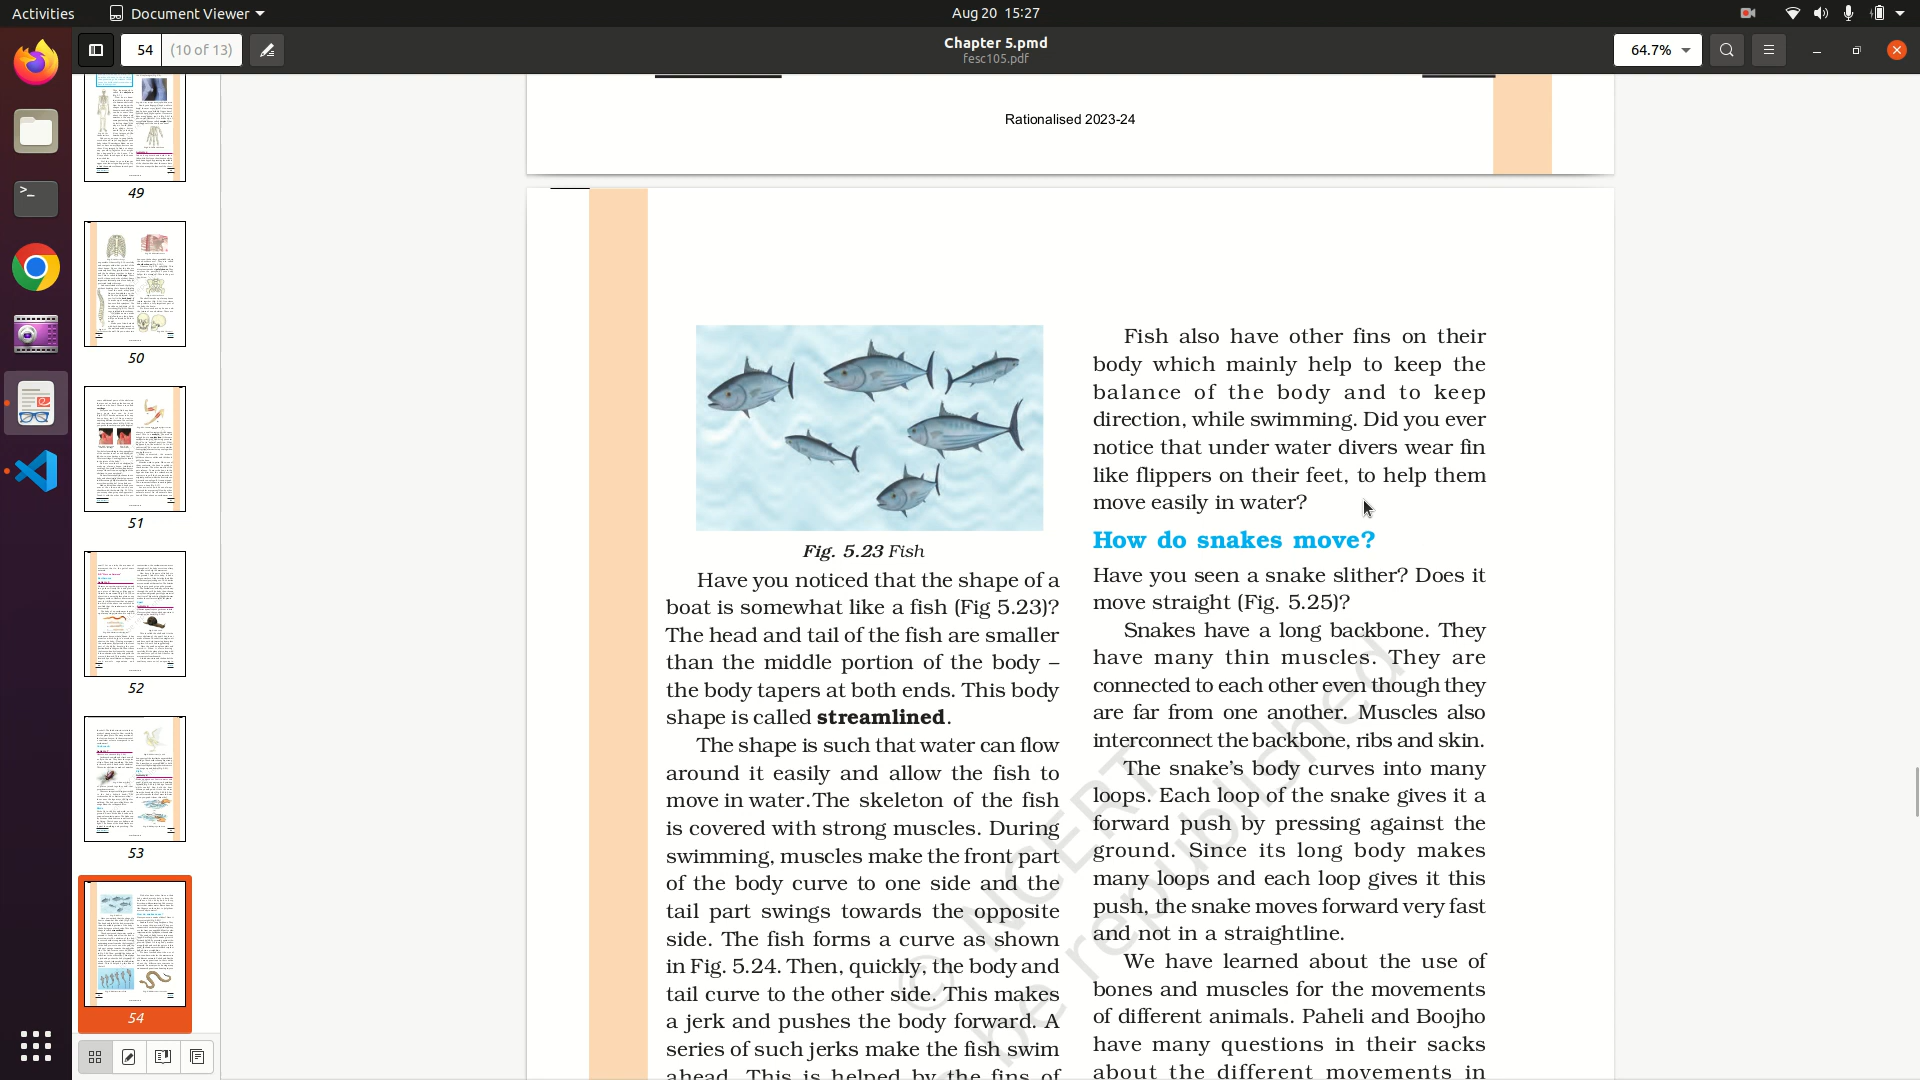 Activities
Document Viewer
Aug 20 15:27
54
(10 of 13)
Chapter 5.pmd
fesc105.pdf
64.7%
49
50
51
52
53
54
Rationalised 2023-24
Fig. 5.23 Fish
Have you noticed that the shape of a
boat is somewhat like a fish (Fig 5.23)?
The head and tail of the fish are smaller
than the middle portion of the body –
the body tapers at both ends. This body
shape is called streamlined.
The shape is such that water can flow
around it easily and allow the fish to
move in water.The skeleton of the fish
is covered with strong muscles. During
swimming, muscles make the front part
of the body curve to one side and the
tail part swings towards the opposite
side. The fish forms a curve as shown
in Fig. 5.24. Then, quickly, the body and
tail curve to the other side. This makes
a jerk and pushes the body forward. A
series of such jerks make the fish swim
ahead. This is helped by the fins of
Fish also have other fins on their
body which mainly help to keep the
balance of the body and to keep
direction, while swimming. Did you ever
notice that under water divers wear fin
like flippers on their feet, to help them
move easily in water?
How do snakes move?
Have you seen a snake slither? Does it
move straight (Fig. 5.25)?
Snakes have a long backbone. They
have many thin muscles. They are
connected to each other even though they
are far from one another. Muscles also
interconnect the backbone, ribs and skin.
The snake’s body curves into many
loops. Each loop of the snake gives it a
forward push by pressing against the
ground. Since its long body makes
many loops and each loop gives it this
push, the snake moves forward very fast
and not in a straightline.
We have learned about the use of
bones and muscles for the movements
of different animals. Paheli and Boojho
have many questions in their sacks
about the different movements in
© NCERT
be republished